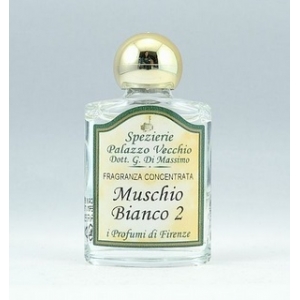 Spezierie
Palazzo Vecchio
Dott. G. Di Massimo
FRAGRANZA CONCENTRATA
Muschio
Bianco 2
i Profumi di Firenze